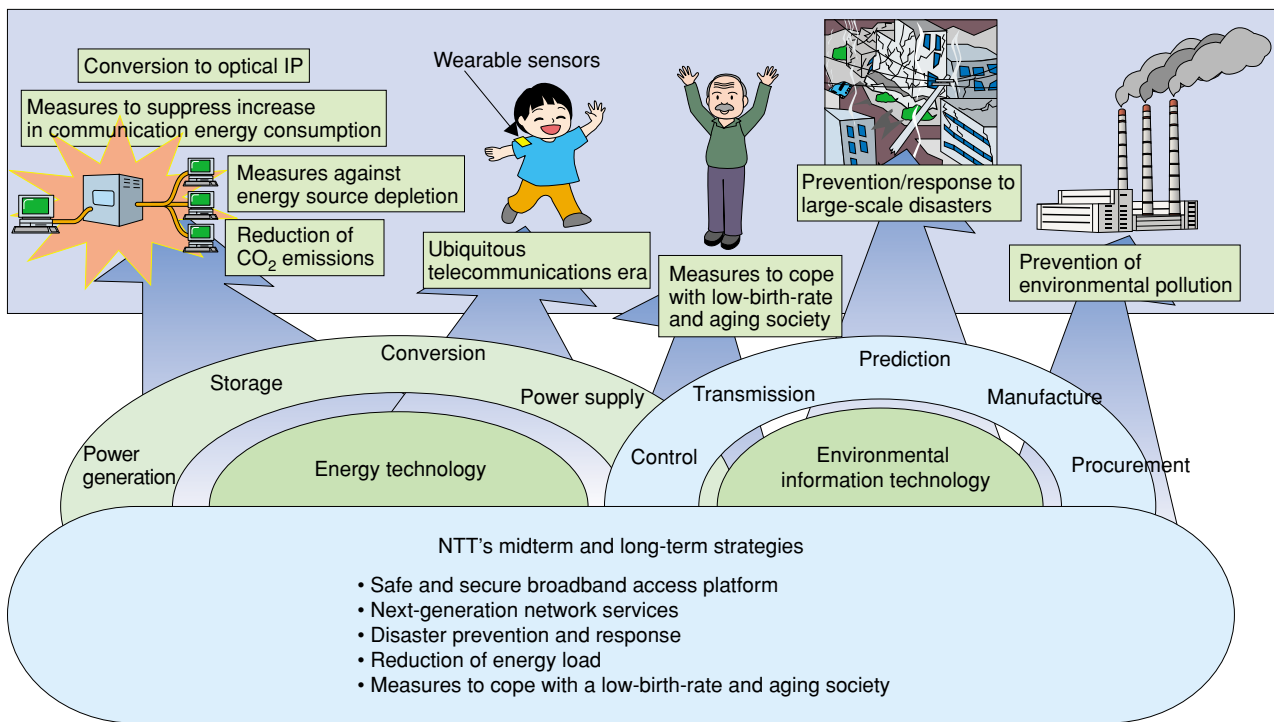 Conversion to optical IP
Measures to suppress increase
in communication energy consumption
Measures against
energy source depletion
Reduction of
CO₂ emissions
Wearable sensors
Ubiquitous
telecommunications era
Measures to cope
with low-birth-rate
and aging society
Prevention/response to
large-scale disasters
Prevention of
environmental pollution
Power
generation
Storage
Conversion
Power supply
Energy technology
Control
Transmission
Prediction
Manufacture
Procurement
Environmental
information technology
NTT’s midterm and long-term strategies
• Safe and secure broadband access platform
• Next-generation network services
• Disaster prevention and response
• Reduction of energy load
• Measures to cope with a low-birth-rate and aging society